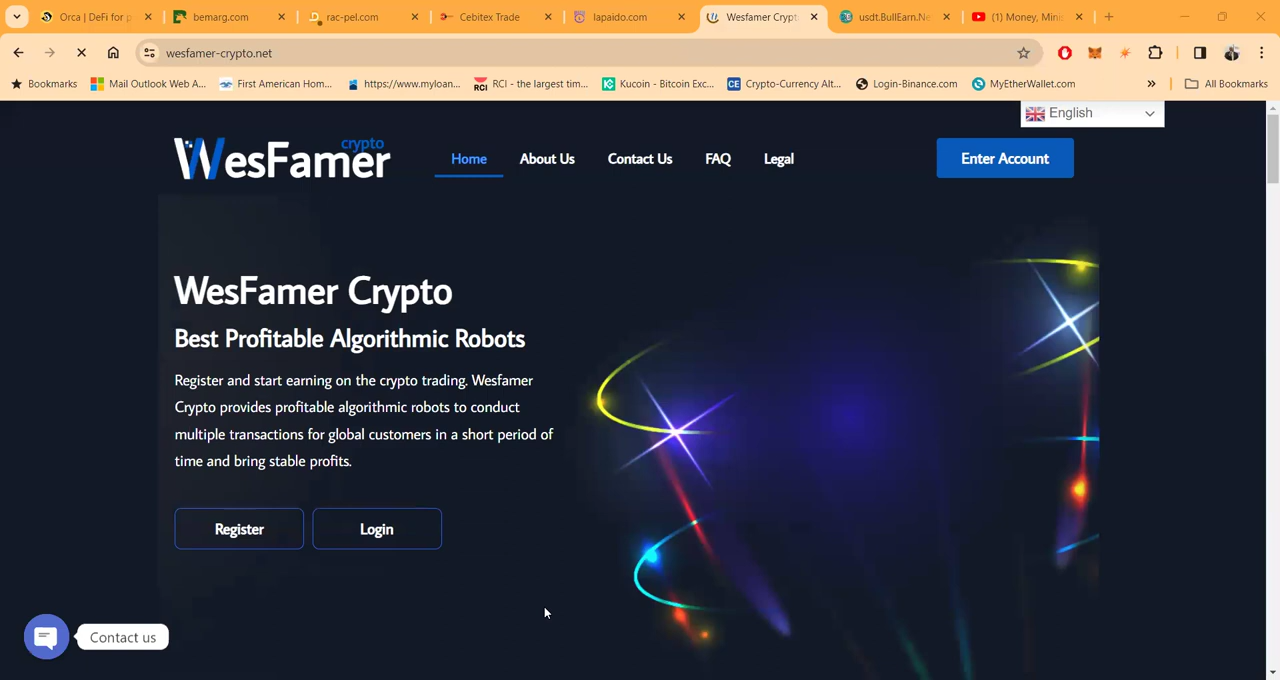 Orca | DeFi for p
bemarg.com
rac-pel.com
Cebitex Trade
lapaido.com
Wesfamer Crypt
usdt.BullEarn.Ne
(1) Money, Mini
wesfamer-crypto.net
Bookmarks
Mail Outlook Web A...
First American Hom...
https://www.myloan...
RCI - the largest tim...
Kucoin - Bitcoin Exc...
Crypto-Currency Alt...
Login-Binance.com
MyEtherWallet.com
»
All Bookmarks
English
WesFamer crypto
Home
About Us
Contact Us
FAQ
Legal
Enter Account
WesFamer Crypto
Best Profitable Algorithmic Robots
Register and start earning on the crypto trading. Wesfamer
Crypto provides profitable algorithmic robots to conduct
multiple transactions for global customers in a short period of
time and bring stable profits.
Register
Login
Contact us